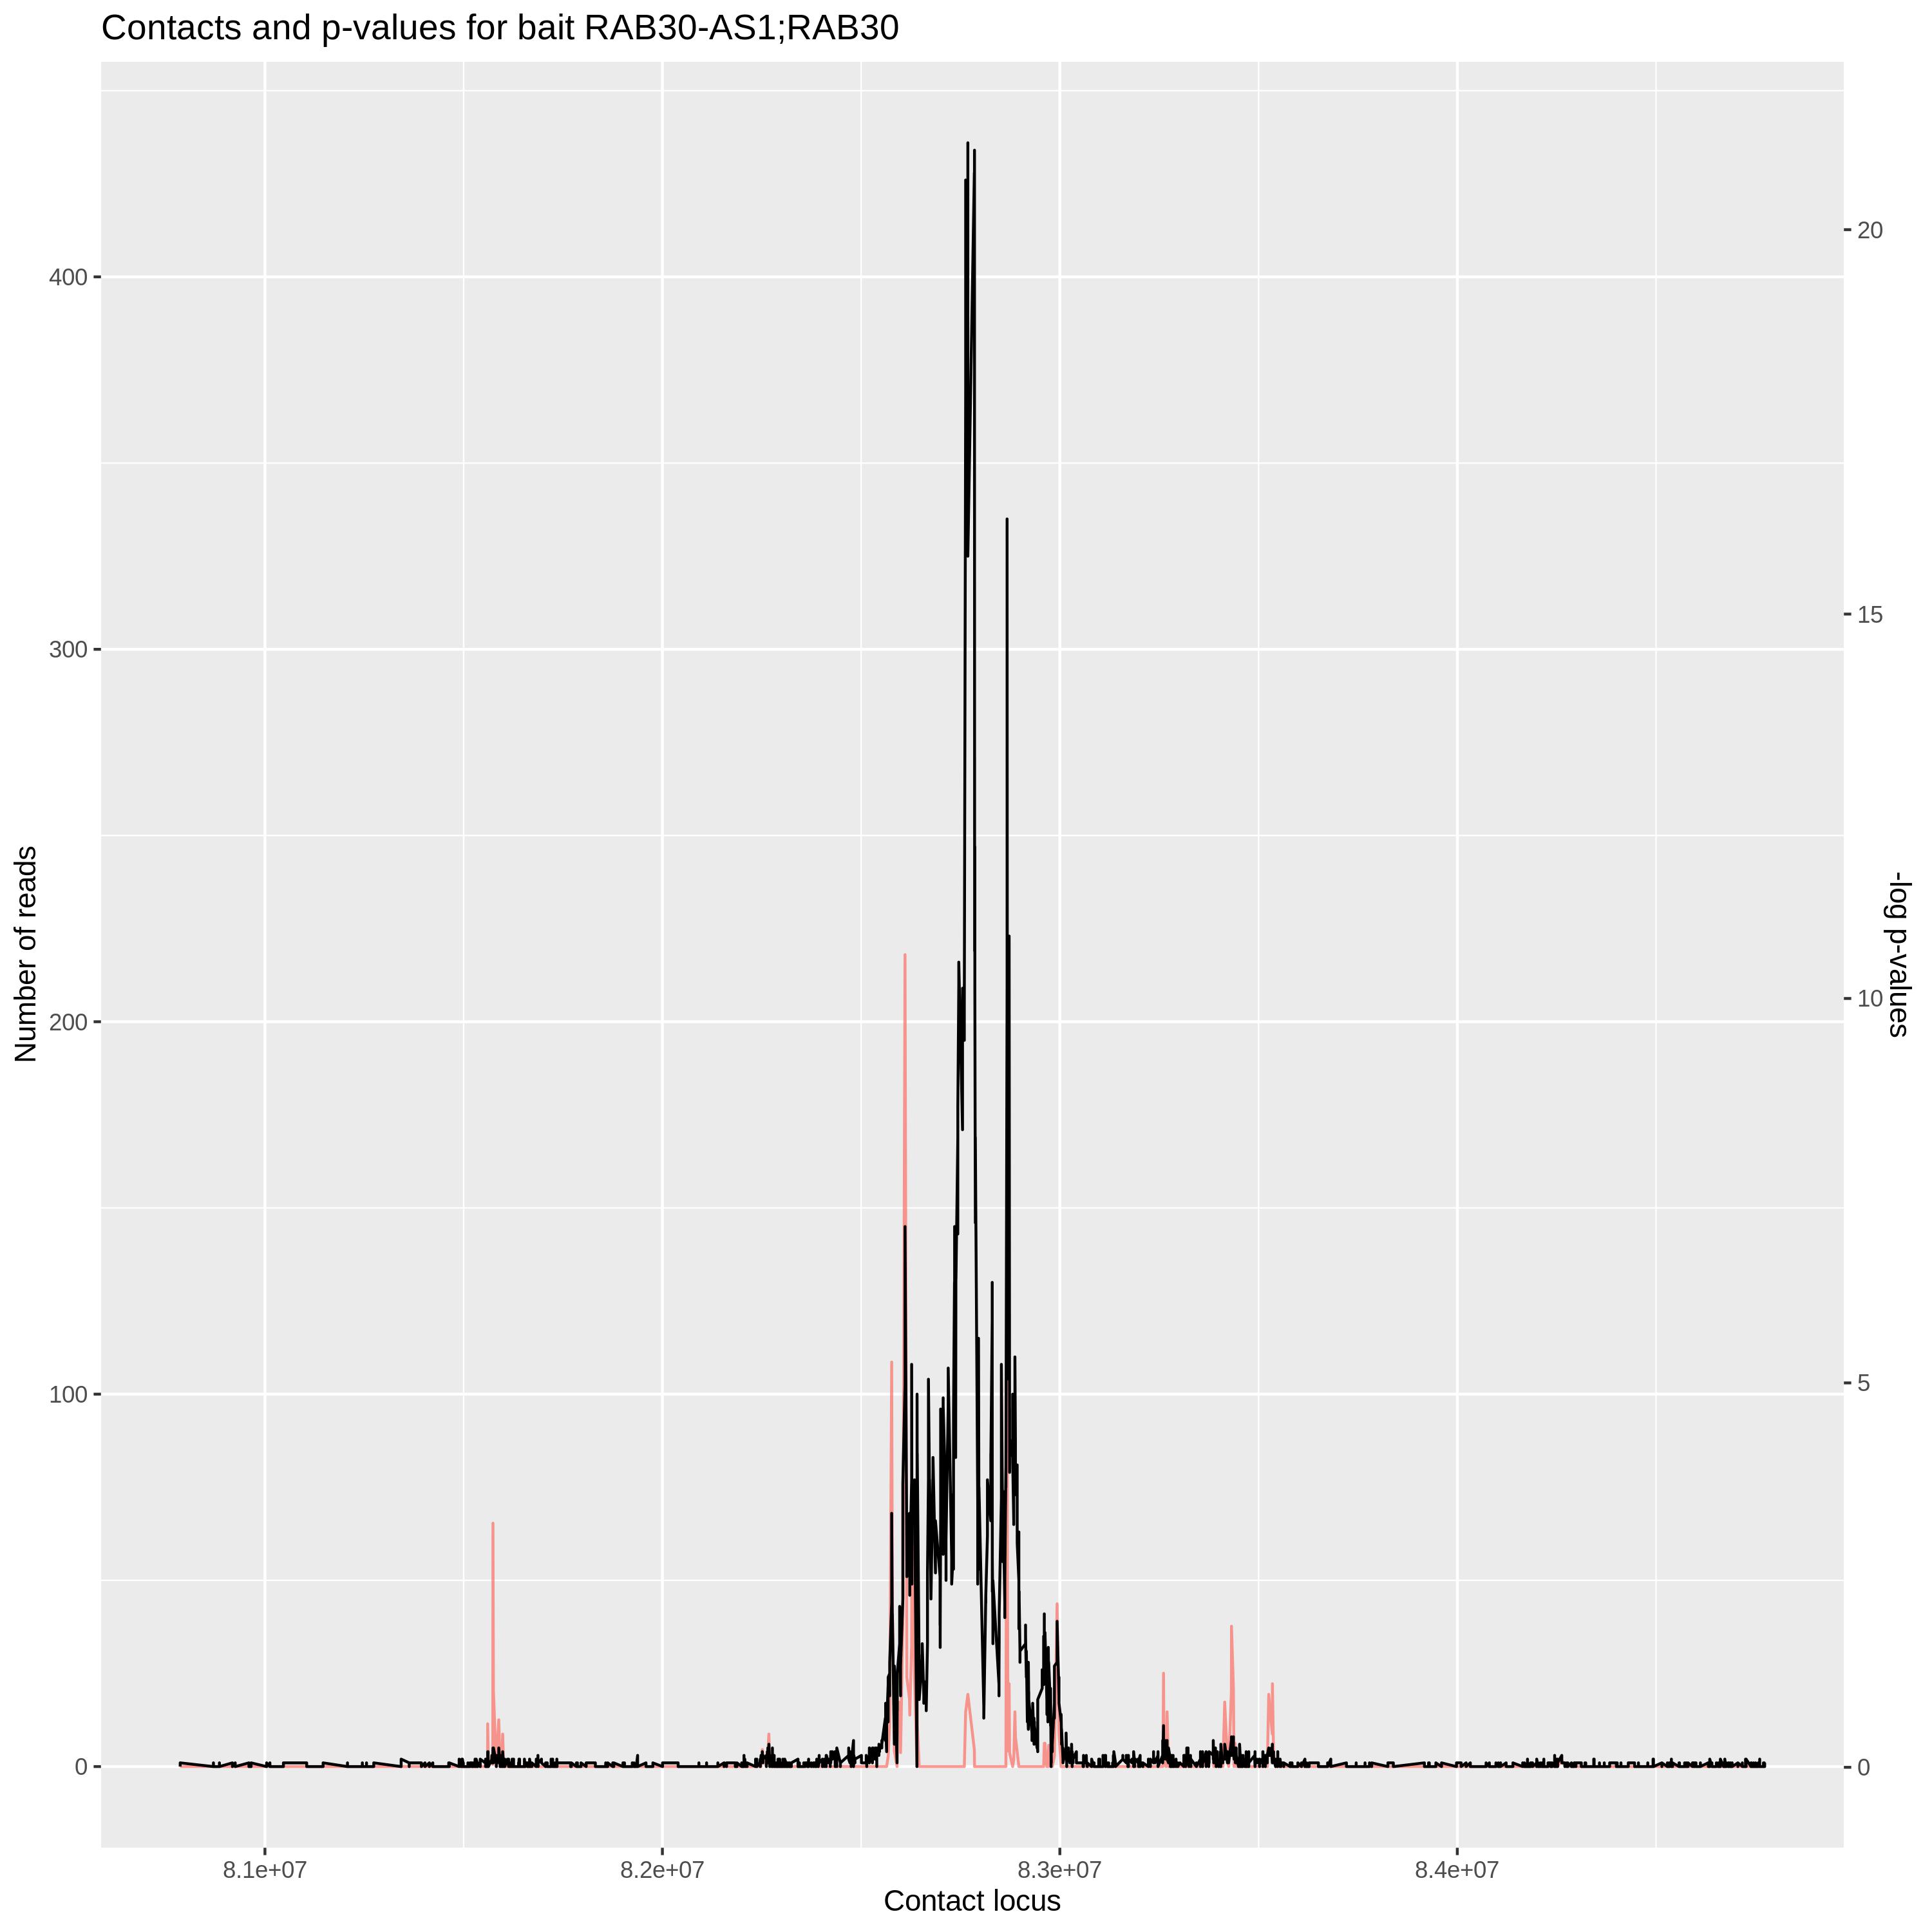 Contacts and p-values for bait RAB30-AS1;RAB30
Number of reads
400
300
200
100
0
20
15
10
5
0
-log p-values
8.1e+07
8.2e+07
8.3e+07
8.4e+07
Contact locus